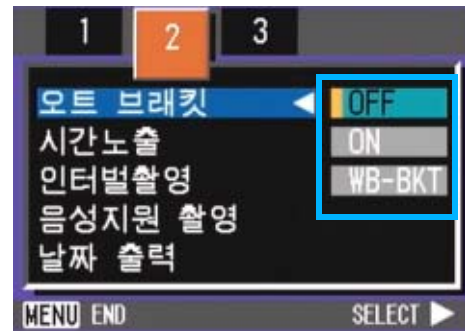 1 2 3
오트 브래킷 ◀ OFF
시간노출 ON
인터벌촬영 WB-BKT
음성지원 촬영
날짜 출력
MENU END SELECT ▶